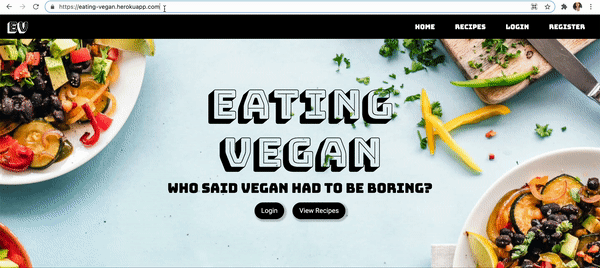 https://eating-vegan.herokuapp.com
EV
HOME RECIPES LOGIN REGISTER
EATING
VEGAN
WHO SAID VEGAN HAD TO BE BORING?
Login View Recipes